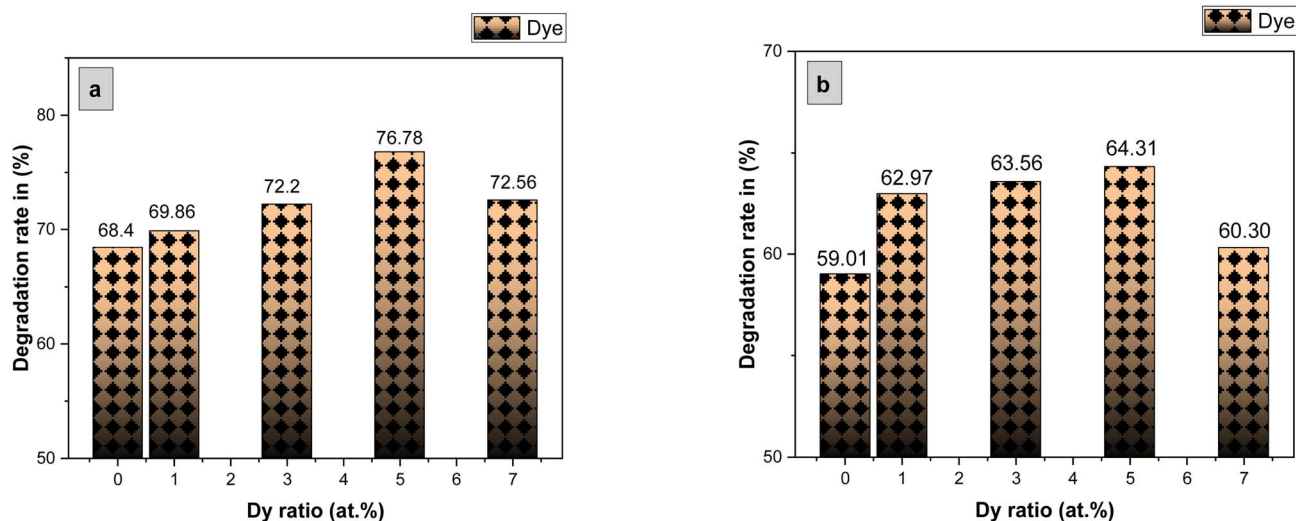 Dye
a
Degradation rate in (%)
80
70
60
50
68.4
69.86
72.2
76.78
72.56
0 1 2 3 4 5 6 7
Dy ratio (at.%)
Dye
b
Degradation rate in (%)
70
60
50
59.01
62.97
63.56
64.31
60.30
0 1 2 3 4 5 6 7
Dy ratio (at.%)